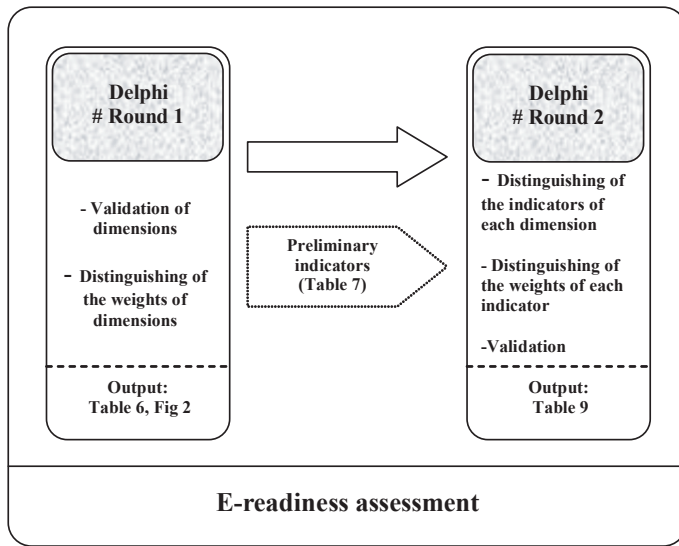 Delphi
# Round 1
- Validation of
dimensions
- Distinguishing of
the weights of
dimensions
Output:
Table 6, Fig 2
Preliminary
indicators
(Table 7)
Delphi
# Round 2
- Distinguishing of
the indicators of
each dimension
- Distinguishing of
the weights of each
indicator
-Validation
Output:
Table 9
E-readiness assessment